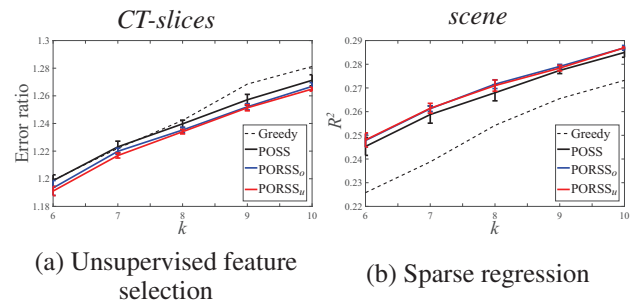 CT-slices
scene
Error ratio
1.3
1.28
1.26
1.24
1.22
1.2
1.18
6
7
8
9
10
k
Greedy
POSS
PORSSo
PORSSu
R²
0.29
0.28
0.27
0.26
0.25
0.24
0.23
0.22
6
7
8
9
10
k
Greedy
POSS
PORSSo
PORSSu
(a) Unsupervised feature
selection
(b) Sparse regression